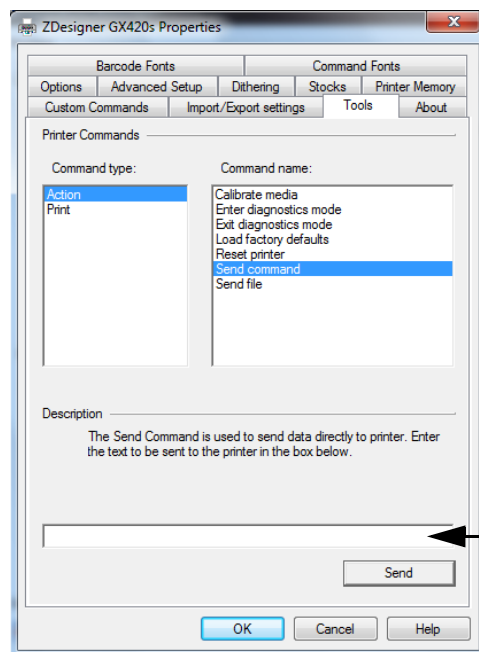 ZDesigner GX420s Properties
Barcode Fonts Command Fonts
Options Advanced Setup Dithering Stocks Printer Memory
Custom Commands Import/Export settings Tools About
Printer Commands
Command type: Command name:
Action Calibrate media
Print Enter diagnostics mode
Exit diagnostics mode
Load factory defaults
Reset printer
Send command
Send file
Description
The Send Command is used to send data directly to printer. Enter
the text to be sent to the printer in the box below.
Send
OK Cancel Help